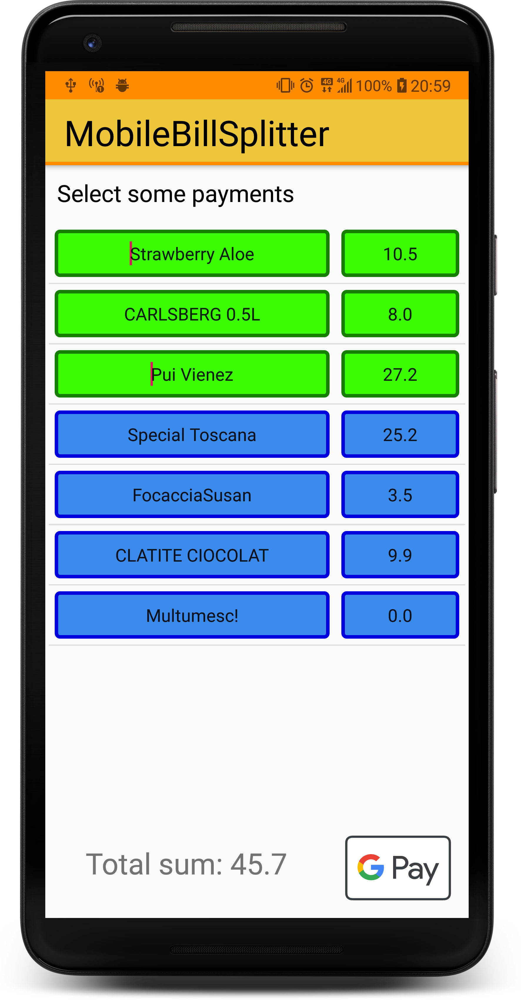 4G 4G 100% 20:59
MobileBillSplitter
Select some payments
Strawberry Aloe 10.5
CARLSBERG 0.5L 8.0
Pui Vienez 27.2
Special Toscana 25.2
FocacciaSusan 3.5
CLATITE CIOCOLAT 9.9
Multumesc! 0.0
Total sum: 45.7
G Pay